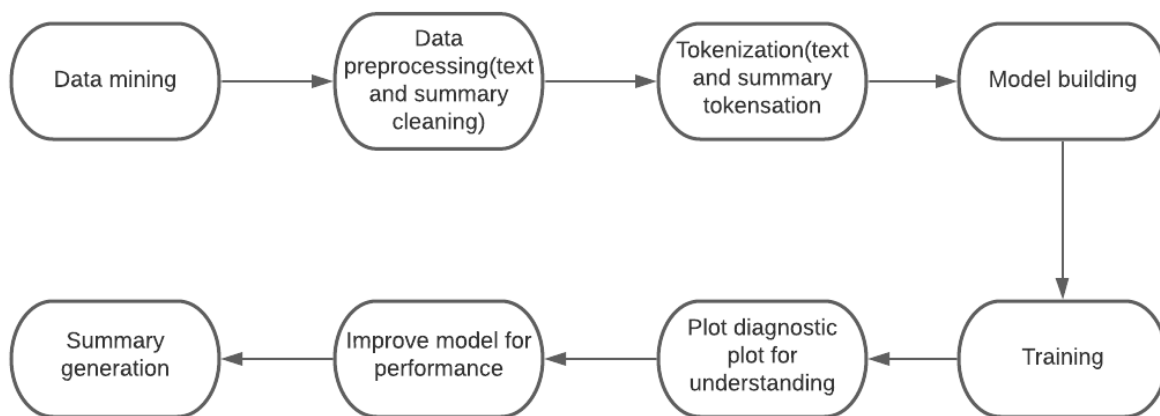 Data mining
Data
preprocessing(text
and summary
cleaning)
Tokenization(text
and summary
tokensation
Model building
Training
Plot diagnostic
plot for
understanding
Improve model for
performance
Summary
generation